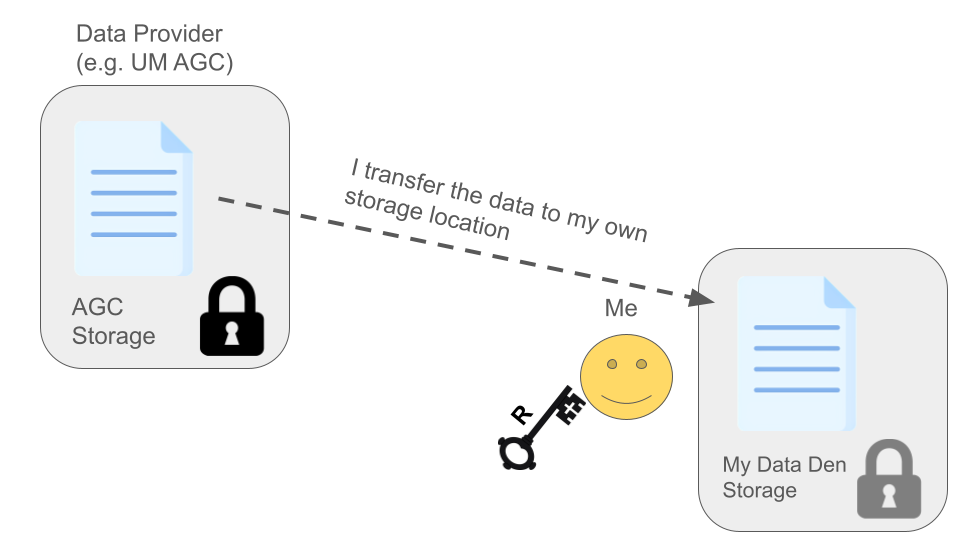 Data Provider
(e.g. UM AGC)
I transfer the data to my own
storage location
AGC
Storage
Me
R
My Data Den
Storage